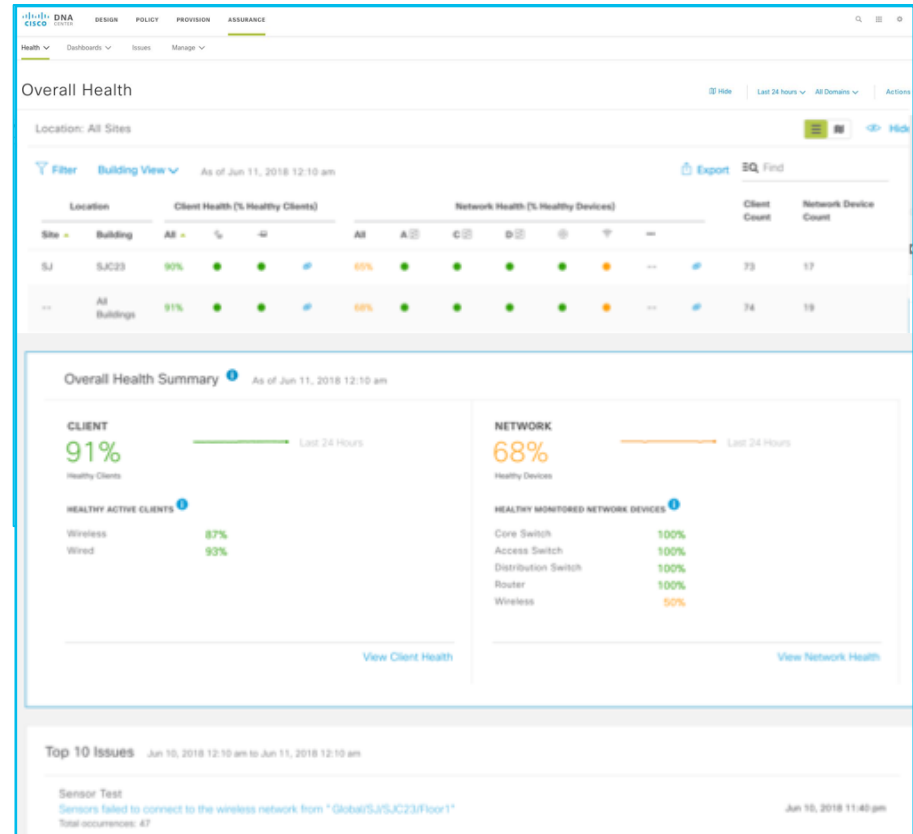 CISCO DNA CENTER DESIGN POLICY PROVISION ASSURANCE
Health Dashboards Issues Manage
Overall Health Hide Last 24 hours All Domains Actions
Location: All Sites Hide
Filter Building View As of Jun 11, 2018 12:10 am Export Find
Location Client Health (% Healthy Clients) Network Health (% Healthy Devices) Client Count Network Device Count
Site Building All All A C D
SJ SJC23 90% 65% -- 73 17
-- All Buildings 91% 68% -- 74 19
Overall Health Summary As of Jun 11, 2018 12:10 am
CLIENT
91% Last 24 Hours
Healthy Clients
HEALTHY ACTIVE CLIENTS
Wireless 87%
Wired 93%
View Client Health
NETWORK
68% Last 24 Hours
Healthy Devices
HEALTHY MONITORED NETWORK DEVICES
Core Switch 100%
Access Switch 100%
Distribution Switch 100%
Router 100%
Wireless 50%
View Network Health
Top 10 Issues Jun 10, 2018 12:10 am to Jun 11, 2018 12:10 am
Sensor Test
Sensors failed to connect to the wireless network from "Global/SJ/SJC23/Floor1" Jun 10, 2018 11:40 pm
Total occurrences: 47